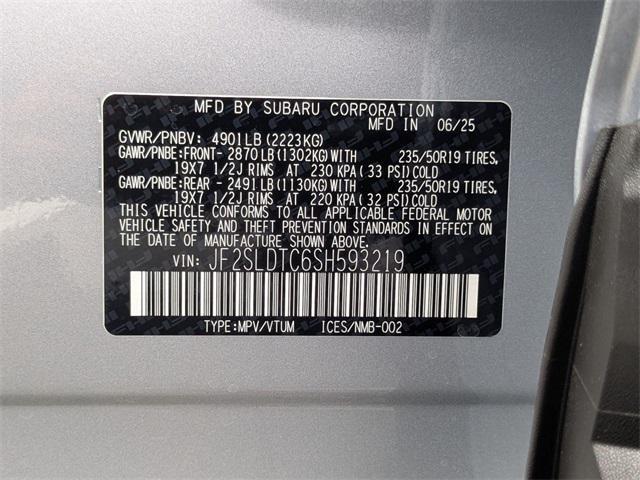 MFD BY SUBARU CORPORATION
MFD IN 06/25
GVWR/PNBV: 4901LB(2223KG)
GAWR/PNBE:FRONT- 2870LB(1302KG)WITH 235/50R19 TIRES,
19X7 1/2J RIMS AT 230 KPA( 33 PSI)COLD
GAWR/PNBE:REAR - 2491LB(1130KG)WITH 235/50R19 TIRES,
19X7 1/2J RIMS AT 220 KPA( 32 PSI)COLD
THIS VEHICLE CONFORMS TO ALL APPLICABLE FEDERAL MOTOR
VEHICLE SAFETY AND THEFT PREVENTION STANDARDS IN EFFECT ON
THE DATE OF MANUFACTURE SHOWN ABOVE.
VIN: JF2SLDTC6SH593219
TYPE:MPV/VTUM ICES/NMB-002